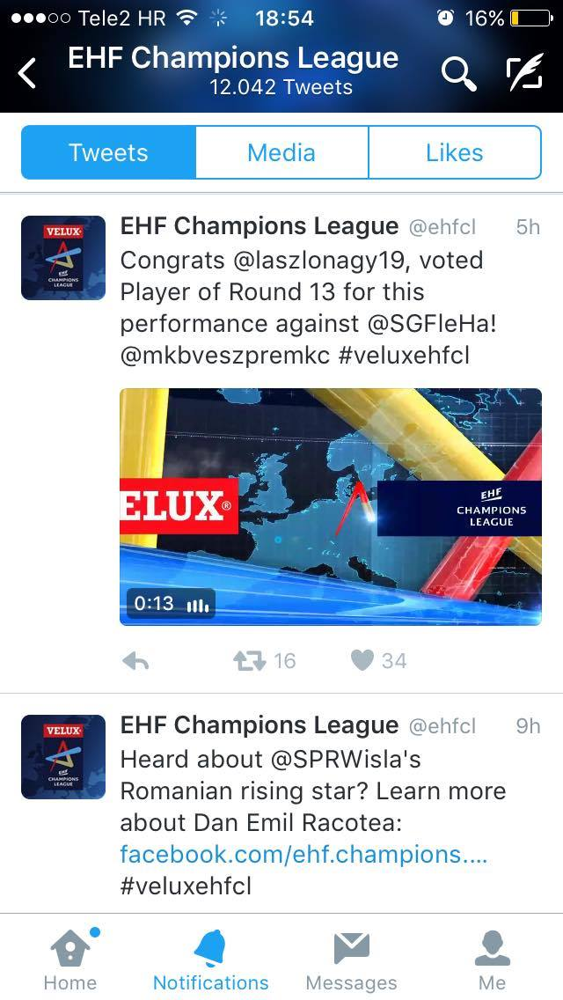 Tele2 HR 18:54 16%
EHF Champions League
12.042 Tweets
Tweets Media Likes
VELUX
EHF
CHAMPIONS
LEAGUE
EHF Champions League @ehfcl 5h
Congrats @laszlonagy19, voted
Player of Round 13 for this
performance against @SGFleHa!
@mkbveszpremkc #veluxehfcl
ELUX®
EHF
CHAMPIONS
LEAGUE
0:13
16 34
VELUX
EHF
CHAMPIONS
LEAGUE
EHF Champions League @ehfcl 9h
Heard about @SPRWisla's
Romanian rising star? Learn more
about Dan Emil Racotea:
facebook.com/ehf.champions....
#veluxehfcl
Home Notifications Messages Me